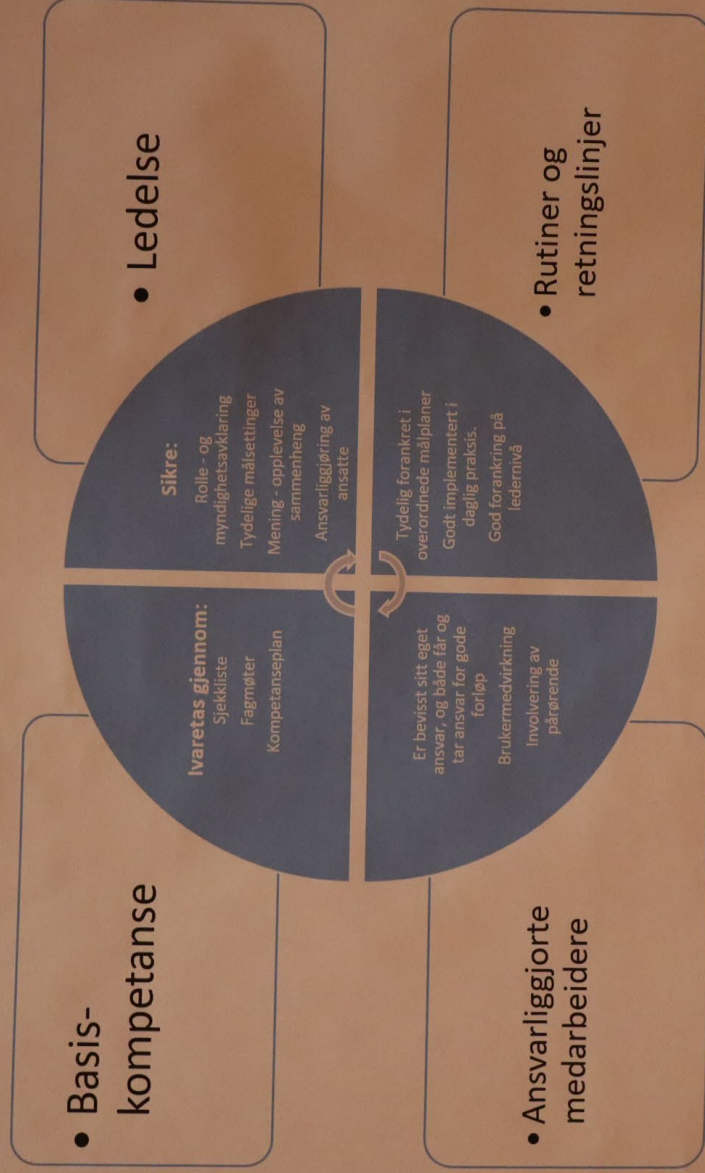 • Basis-
kompetanse
• Ledelse
Ivaretas gjennom:
Sjekkliste
Fagmøter
Kompetanseplan
Sikre:
Rolle - og
myndighetsavklaring
Tydelige målsettinger
Mening - opplevelse av
sammenheng
Ansvarliggjøring av
ansatte
Er bevisst sitt eget
ansvar, og både får og
tar ansvar for gode
forløp
Brukermedvirkning
Involvering av
pårørende
Tydelig forankret i
overordnede målplaner
Godt implementert i
daglig praksis.
God forankring på
ledernivå
• Ansvarliggjorte
medarbeidere
• Rutiner og
retningslinjer